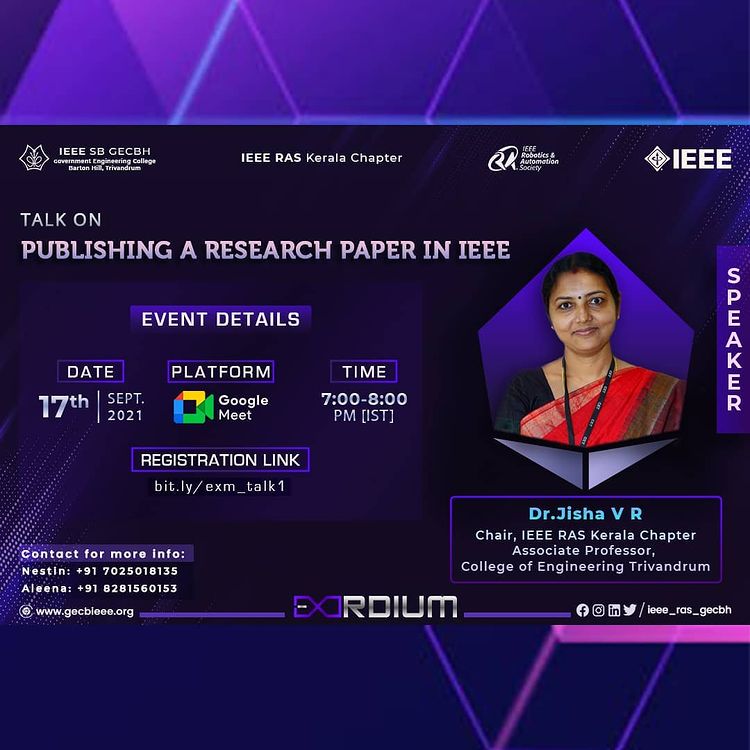 IEEE SB GECBH
Government Engineering College
Barton Hill, Trivandrum
IEEE RAS Kerala Chapter
IEEE
Robotics &
Automation
Society
IEEE
TALK ON
PUBLISHING A RESEARCH PAPER IN IEEE
SPEAKER
EVENT DETAILS
DATE
17th
SEPT.
2021
PLATFORM
Google
Meet
TIME
7:00-8:00
PM [IST]
REGISTRATION LINK
bit.ly/exm_talk1
Dr.Jisha V R
Chair, IEEE RAS Kerala Chapter
Associate Professor,
College of Engineering Trivandrum
Contact for more info:
Nestin: +91 7025018135
Aleena: +91 8281560153
www.gecbieee.org
EXORDIUM
/ ieee_ras_gecbh